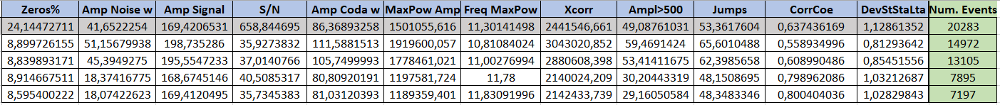 Zeros% Amp Noise w Amp Signal S/N Amp Coda w MaxPow Amp Freq MaxPow Xcorr Ampl>500 Jumps CorrCoe DevStStaLta Num. Events
24,14472711 41,6522254 169,4206531 658,844695 86,36893258 1501055,616 11,30141498 2441546,661 49,08761031 53,3617604 0,637436169 1,12861352 20283
8,899726155 51,15679938 198,735286 35,9273832 111,5881513 1919600,057 10,81084024 3043020,852 59,4691424 65,6010488 0,558934996 0,81293642 14972
8,839893171 45,3949275 195,5547233 37,0140766 105,7499993 1778461,021 11,00276994 2880608,398 53,41411675 62,3985658 0,608990486 0,85451556 13105
8,914667511 18,37416775 168,6745146 40,5085317 80,80920191 1197581,724 11,78 2140024,209 30,20443319 48,1508695 0,798962086 1,03212687 7895
8,595400222 18,07422623 169,4120495 35,7345383 81,03120393 1189359,401 11,83091996 2142433,739 29,16050584 48,3483346 0,800404036 1,02829843 7197